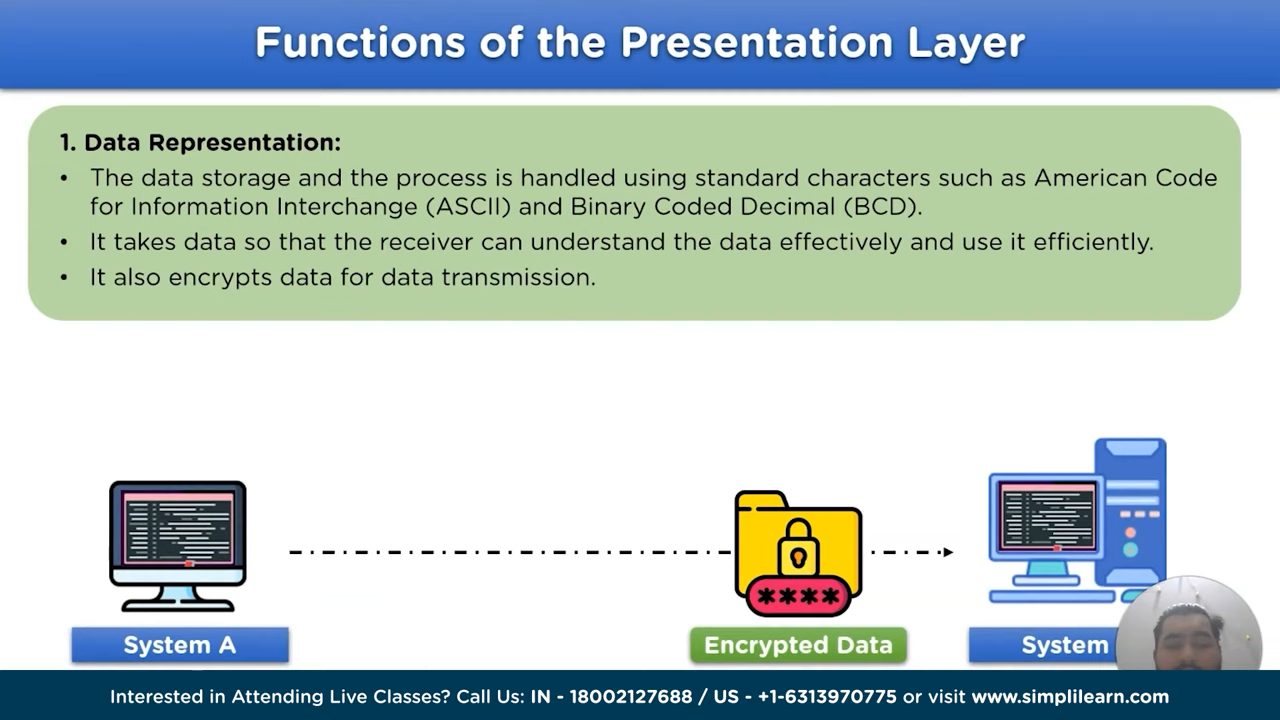 Functions of the Presentation Layer
1. Data Representation:
• The data storage and the process is handled using standard characters such as American Code
for Information Interchange (ASCII) and Binary Coded Decimal (BCD).
• It takes data so that the receiver can understand the data effectively and use it efficiently.
• It also encrypts data for data transmission.
****
System A
Encrypted Data
System
Interested in Attending Live Classes? Call Us: IN - 18002127688 / US - +1-6313970775 or visit www.simplilearn.com